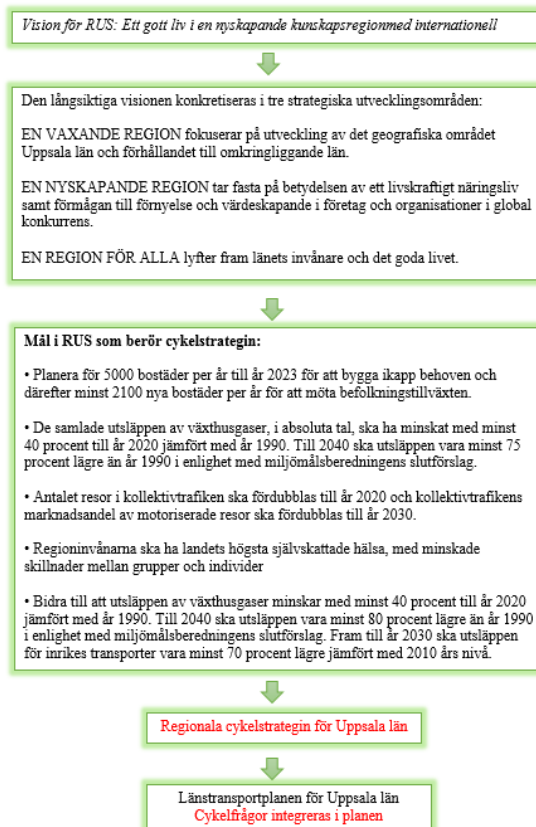 Vision för RUS: Ett gott liv i en nyskapande kunskapsregionmed internationell
Den långsiktiga visionen konkretiseras i tre strategiska utvecklingsområden:
EN VÄXANDE REGION fokuserar på utveckling av det geografiska området
Uppsala län och förhållandet till omkringliggande län.
EN NYSKAPANDE REGION tar fasta på betydelsen av ett livskraftigt näringsliv
samt förmågan till förnyelse och värdeskapande i företag och organisationer i global
konkurrens.
EN REGION FÖR ALLA lyfter fram länets invånare och det goda livet.
Mål i RUS som berör cykelstrategin:
• Planera för 5000 bostäder per år till år 2023 för att bygga ikapp behoven och
därefter minst 2100 nya bostäder per år för att möta befolkningstillväxten.
• De samlade utsläppen av växthusgaser, i absoluta tal, ska ha minskat med minst
40 procent till år 2020 jämfört med år 1990. Till 2040 ska utsläppen vara minst 75
procent lägre än år 1990 i enlighet med miljömålsberedningens slutförslag.
• Antalet resor i kollektivtrafiken ska fördubblas till år 2020 och kollektivtrafikens
marknadsandel av motoriserade resor ska fördubblas till år 2030.
• Regioninvånarna ska ha landets högsta självskattade hälsa, med minskade
skillnader mellan grupper och individer
• Bidra till att utsläppen av växthusgaser minskar med minst 40 procent till år 2020
jämfört med år 1990. Till 2040 ska utsläppen vara minst 80 procent lägre än år 1990
i enlighet med miljömålsberedningens slutförslag. Fram till år 2030 ska utsläppen
för inrikes transporter vara minst 70 procent lägre jämfört med 2010 års nivå.
Regionala cykelstrategin för Uppsala län
Länstransportplanen för Uppsala län
Cykelfrågor integreras i planen